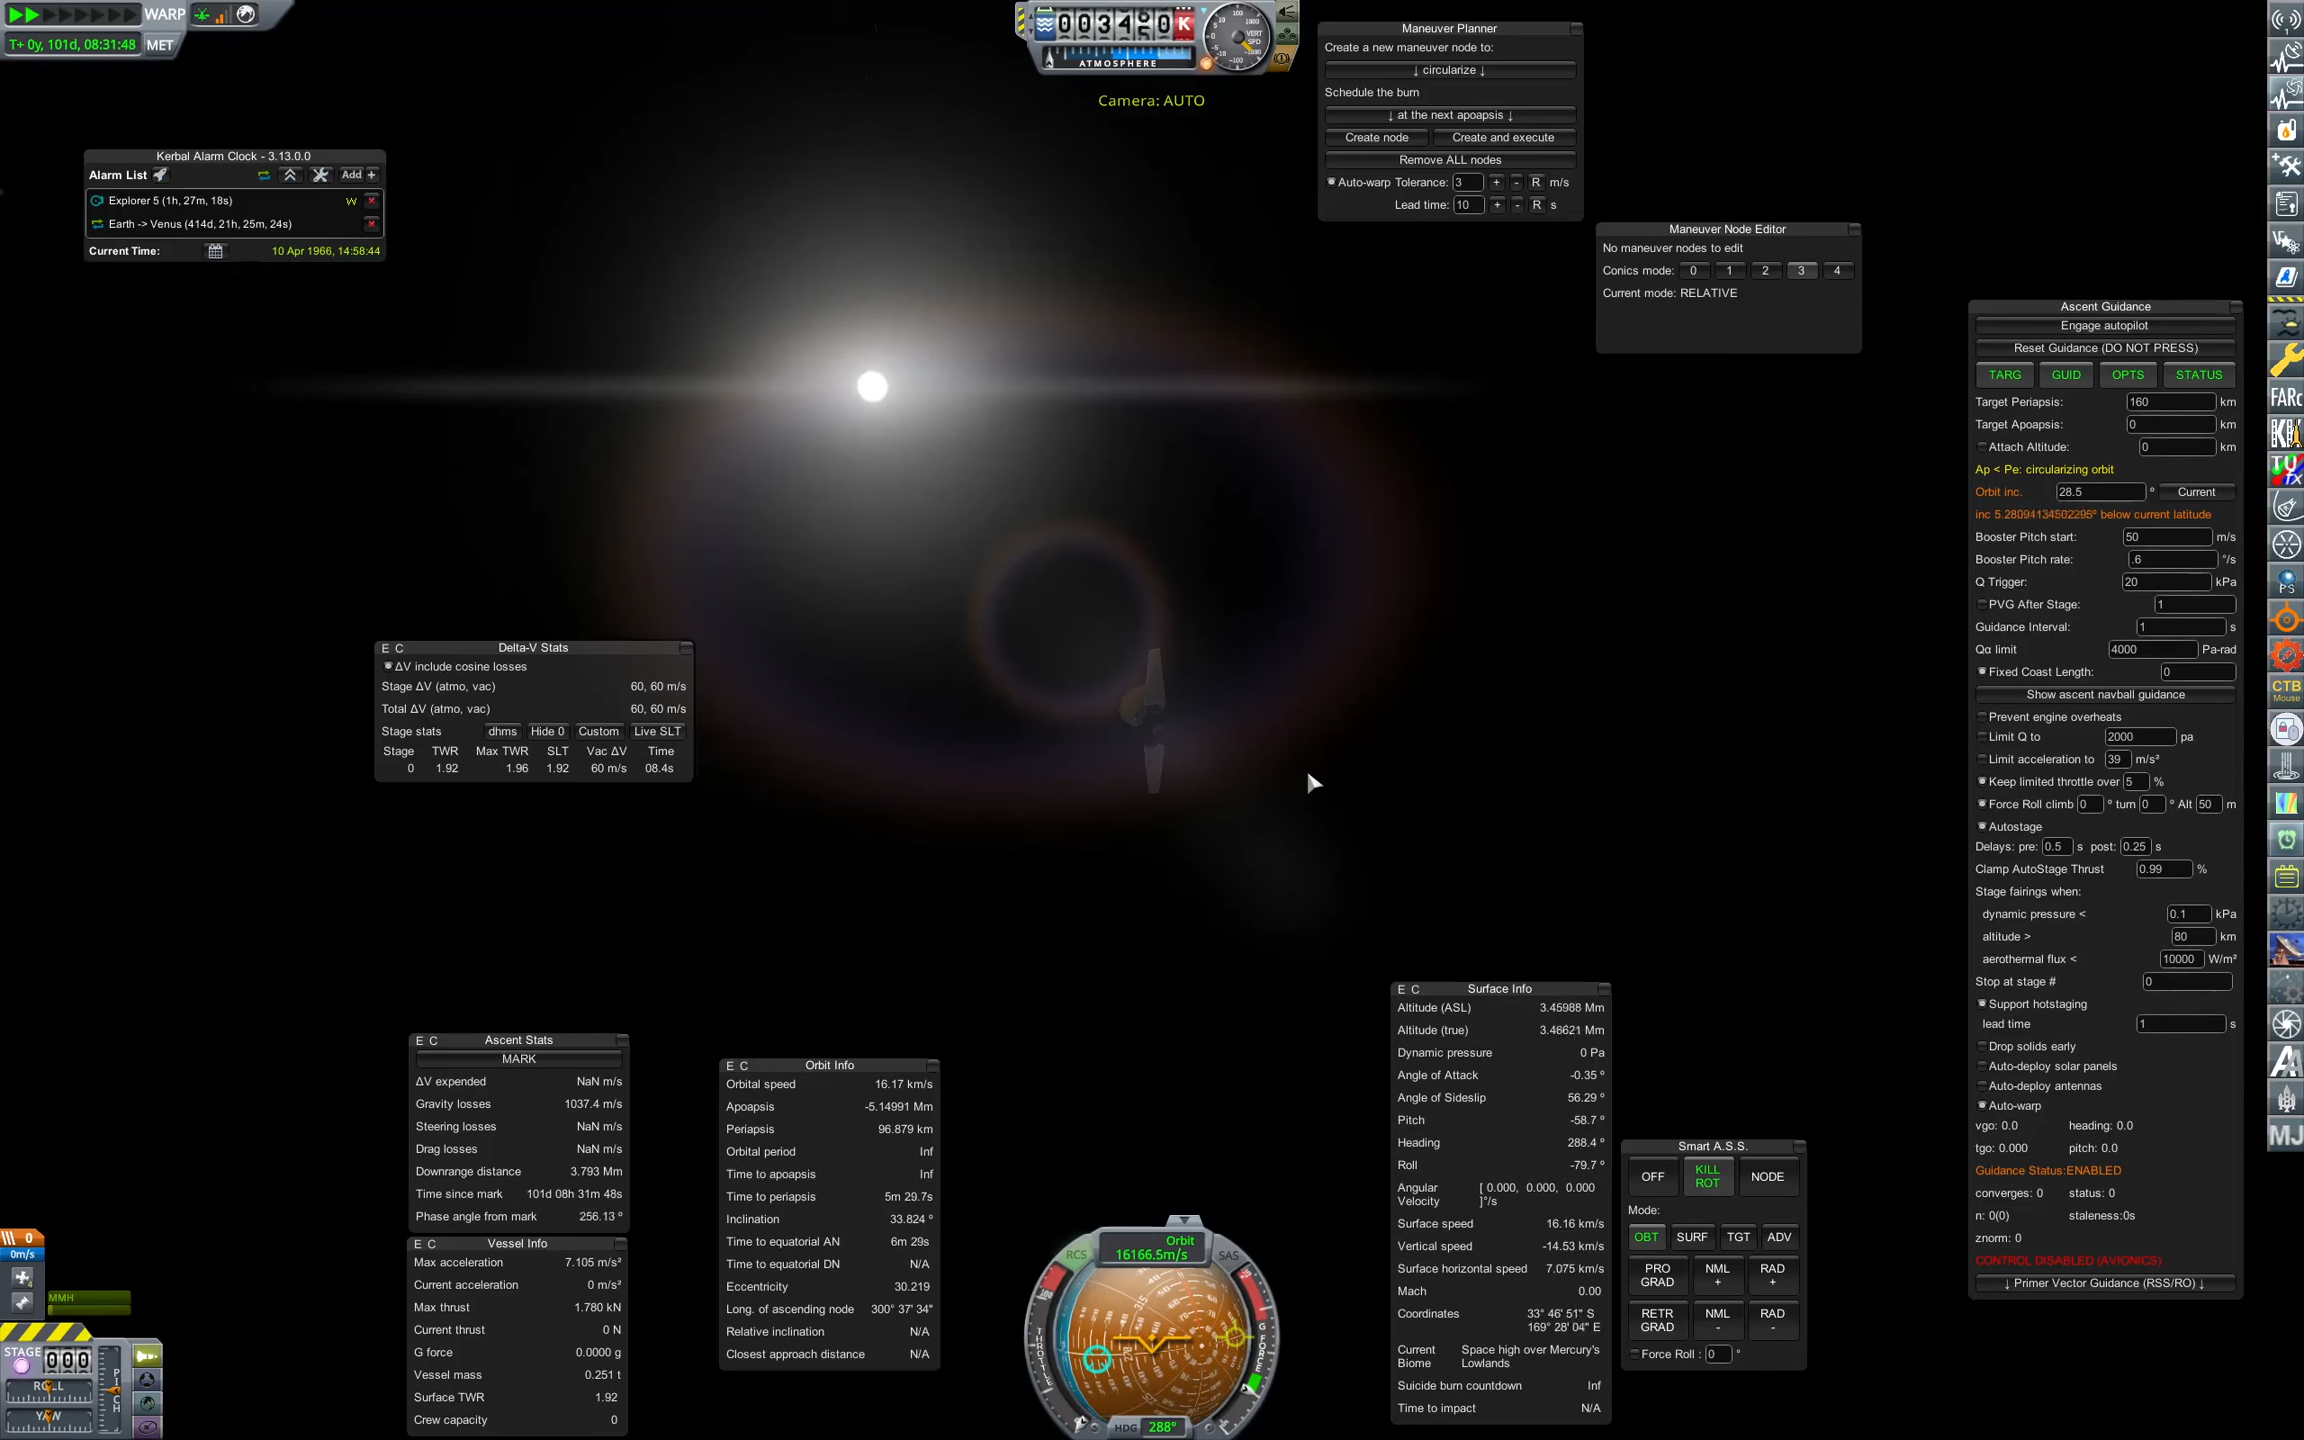 WARP
T+ 0y, 101d, 08:31:48 MET
Kerbal Alarm Clock - 3.13.0.0
Alarm List Add +
Explorer 5 (1h, 27m, 18s) W
Earth -> Venus (414d, 21h, 25m, 24s)
Current Time: 10 Apr 1966, 14:58:44
K
ATMOSPHERE
VERT SPD
Camera: AUTO
Maneuver Planner
Create a new maneuver node to:
↓ circularize ↓
Schedule the burn
↓ at the next apoapsis ↓
Create node Create and execute
Remove ALL nodes
Auto-warp Tolerance: 3 + - R m/s
Lead time: 10 + - R s
Maneuver Node Editor
No maneuver nodes to edit
Conics mode: 0 1 2 3 4
Current mode: RELATIVE
Ascent Guidance
Engage autopilot
Reset Guidance (DO NOT PRESS)
TARG GUID OPTS STATUS
Target Periapsis: 160 km
Target Apoapsis: 0 km
Attach Altitude: 0 km
Ap < Pe: circularizing orbit
Orbit inc. 28.5 º Current
inc 5.28094134502295º below current latitude
Booster Pitch start: 50 m/s
Booster Pitch rate: .6 °/s
Q Trigger: 20 kPa
PVG After Stage: 1
Guidance Interval: 1 s
Qα limit 4000 Pa-rad
Fixed Coast Length: 0
Show ascent navball guidance
Prevent engine overheats
Limit Q to 2000 pa
Limit acceleration to 39 m/s²
Keep limited throttle over 5 %
Force Roll climb 0 º turn 0 º Alt 50 m
Autostage
Delays: pre: 0.5 s post: 0.25 s
Clamp AutoStage Thrust 0.99 %
Stage fairings when:
dynamic pressure < 0.1 kPa
altitude > 80 km
aerothermal flux < 10000 W/m²
Stop at stage # 0
Support hotstaging
lead time 1 s
Drop solids early
Auto-deploy solar panels
Auto-deploy antennas
Auto-warp
vgo: 0.0 heading: 0.0
tgo: 0.000 pitch: 0.0
Guidance Status:ENABLED
converges: 0 status: 0
n: 0(0) staleness:0s
znorm: 0
CONTROL DISABLED (AVIONICS)
↓ Primer Vector Guidance (RSS/RO) ↓
FARc
PS
CTB
Mouse
MJ
E C Delta-V Stats
ΔV include cosine losses
Stage ΔV (atmo, vac) 60, 60 m/s
Total ΔV (atmo, vac) 60, 60 m/s
Stage stats dhms Hide 0 Custom Live SLT
Stage TWR Max TWR SLT Vac ΔV Time
0 1.92 1.96 1.92 60 m/s 08.4s
E C Ascent Stats
MARK
ΔV expended NaN m/s
Gravity losses 1037.4 m/s
Steering losses NaN m/s
Drag losses NaN m/s
Downrange distance 3.793 Mm
Time since mark 101d 08h 31m 48s
Phase angle from mark 256.13 º
E C Vessel Info
Max acceleration 7.105 m/s²
Current acceleration 0 m/s²
Max thrust 1.780 kN
Current thrust 0 N
G force 0.0000 g
Vessel mass 0.251 t
Surface TWR 1.92
Crew capacity 0
E C Orbit Info
Orbital speed 16.17 km/s
Apoapsis -5.14991 Mm
Periapsis 96.879 km
Orbital period Inf
Time to apoapsis Inf
Time to periapsis 5m 29.7s
Inclination 33.824 º
Time to equatorial AN 6m 29s
Time to equatorial DN N/A
Eccentricity 30.219
Long. of ascending node 300° 37' 34"
Relative inclination N/A
Closest approach distance N/A
E C Surface Info
Altitude (ASL) 3.45988 Mm
Altitude (true) 3.48621 Mm
Dynamic pressure 0 Pa
Angle of Attack -0.35 º
Angle of Sideslip 56.29 º
Pitch -58.7 º
Heading 288.4 º
Roll -79.7 º
Angular [ 0.000, 0.000, 0.000
Velocity ]°/s
Surface speed 16.16 km/s
Vertical speed -14.53 km/s
Surface horizontal speed 7.075 km/s
Mach 0.00
Coordinates 33° 46' 51" S
169° 28' 04" E
Current Space high over Mercury's
Biome Lowlands
Suicide burn countdown Inf
Time to impact N/A
Smart A.S.S.
OFF KILL ROT NODE
Mode:
OBT SURF TGT ADV
PRO GRAD NML + RAD +
RETR GRAD NML - RAD -
Force Roll : 0 °
Orbit
RCS 16166.5m/s SAS
THROTTLE
G FORCE
HDG 288°
0
0m/s
MMH
STAGE 000
ROLL
YAW
PITCH